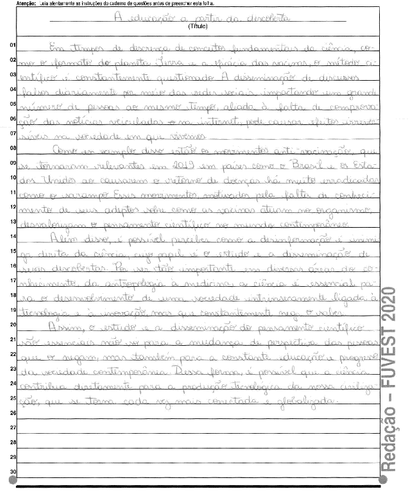 Atenção: Leia atentamente as instruções do caderno de questões antes de preencher esta folha.
A educação a partir da descoberta
(Título)
01 Em tempos de descrença de conceitos fundamentais da ciência, co-
02 mo o formato do planeta Terra e a eficácia das vacinas, o método ci-
03 entífico é constantemente questionado. A disseminação de discursos
04 falsos diariamente por meio das redes sociais, impactando um grande
05 número de pessoas ao mesmo tempo, aliada à falta de comprova-
06 ção das notícias veiculadas na internet, pode causar efeitos irrever-
07 síveis na sociedade em que vivemos.
08 Como um exemplo disso estão os movimentos anti vacinação, que
09 se tornaram relevantes em 2019 em países como o Brasil e os Esta-
10 dos Unidos ao causarem o retorno de doenças há muito erradicadas
11 como o sarampo. Esses movimentos motivados pela falta de conheci-
12 mento de seus adeptos sobre como as vacinas atuam no organismo
13 desvalorizam o pensamento científico no mundo contemporâneo.
14 Além disso, é possível perceber como a desinformação é
15 direta da ciência, cujo papel é o estudo e a disseminação de
16 suas descobertas. Por ser tão importante em diversas áreas do co-
17 nhecimento, da antropologia à medicina, a ciência é essencial pa-
18 ra o desenvolvimento de uma sociedade intensamente ligada à
19 tecnologia e à inovação mas que constantemente nega o saber.
20 Assim, o estudo e a disseminação do pensamento científico
21 são essenciais não só para a mudança de perspectiva das pessoas
22 que o negam mas também para a constante educação e progresso
23 da sociedade contemporânea. Dessa forma, é possível que a ciência
24 contribua diretamente para a produção tecnológica da nossa civiliza-
25 ção, que se torna cada vez mais conectada e globalizada.
26
27
28
29
30
Redação – FUVEST 2020